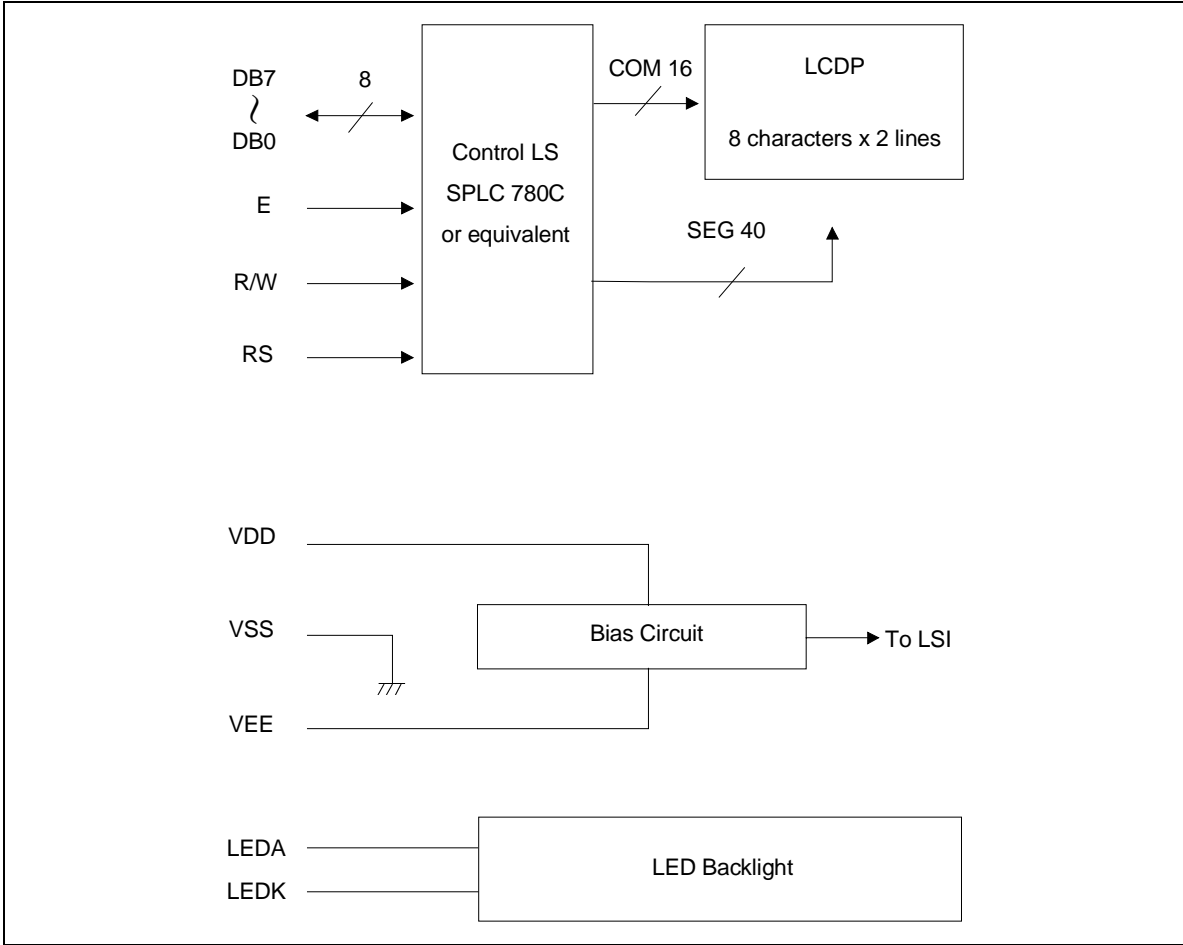 DB7
~
DB0
8
E
R/W
RS
Control LS
SPLC 780C
or equivalent
COM 16
SEG 40
LCDP
8 characters x 2 lines
VDD
VSS
VEE
Bias Circuit
To LSI
LEDA
LEDK
LED Backlight